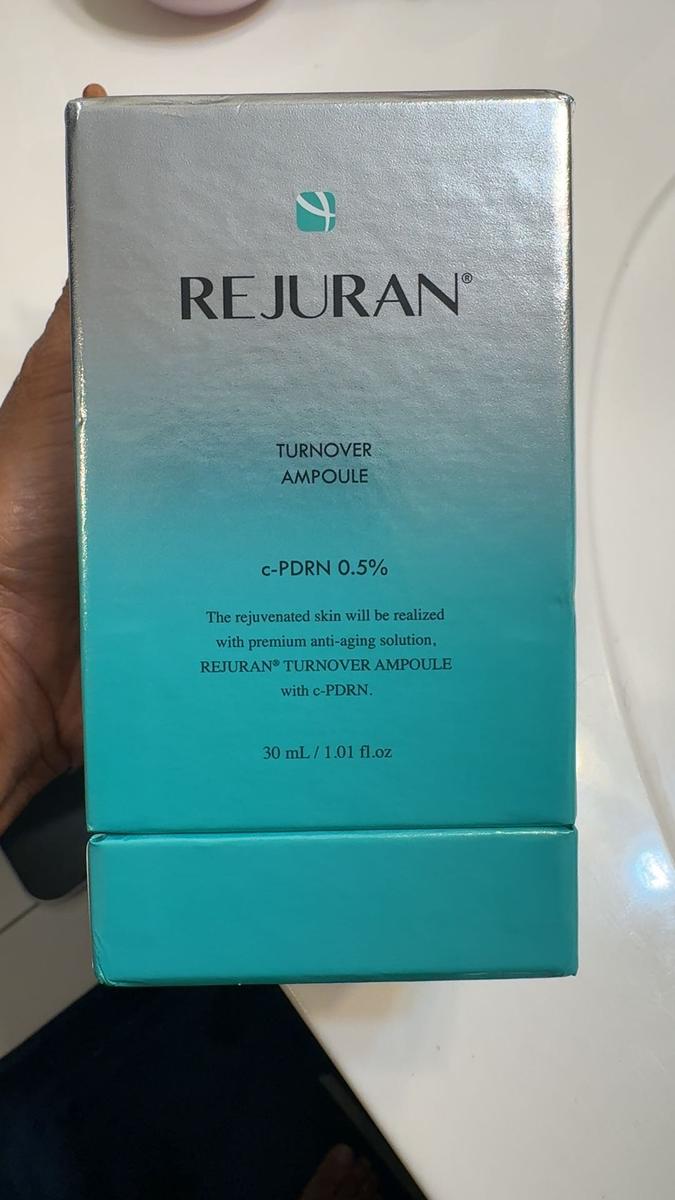 REJURAN®
TURNOVER
AMPOULE
c-PDRN 0.5%
The rejuvenated skin will be realized
with premium anti-aging solution,
REJURAN® TURNOVER AMPOULE
with c-PDRN.
30 mL / 1.01 fl.oz